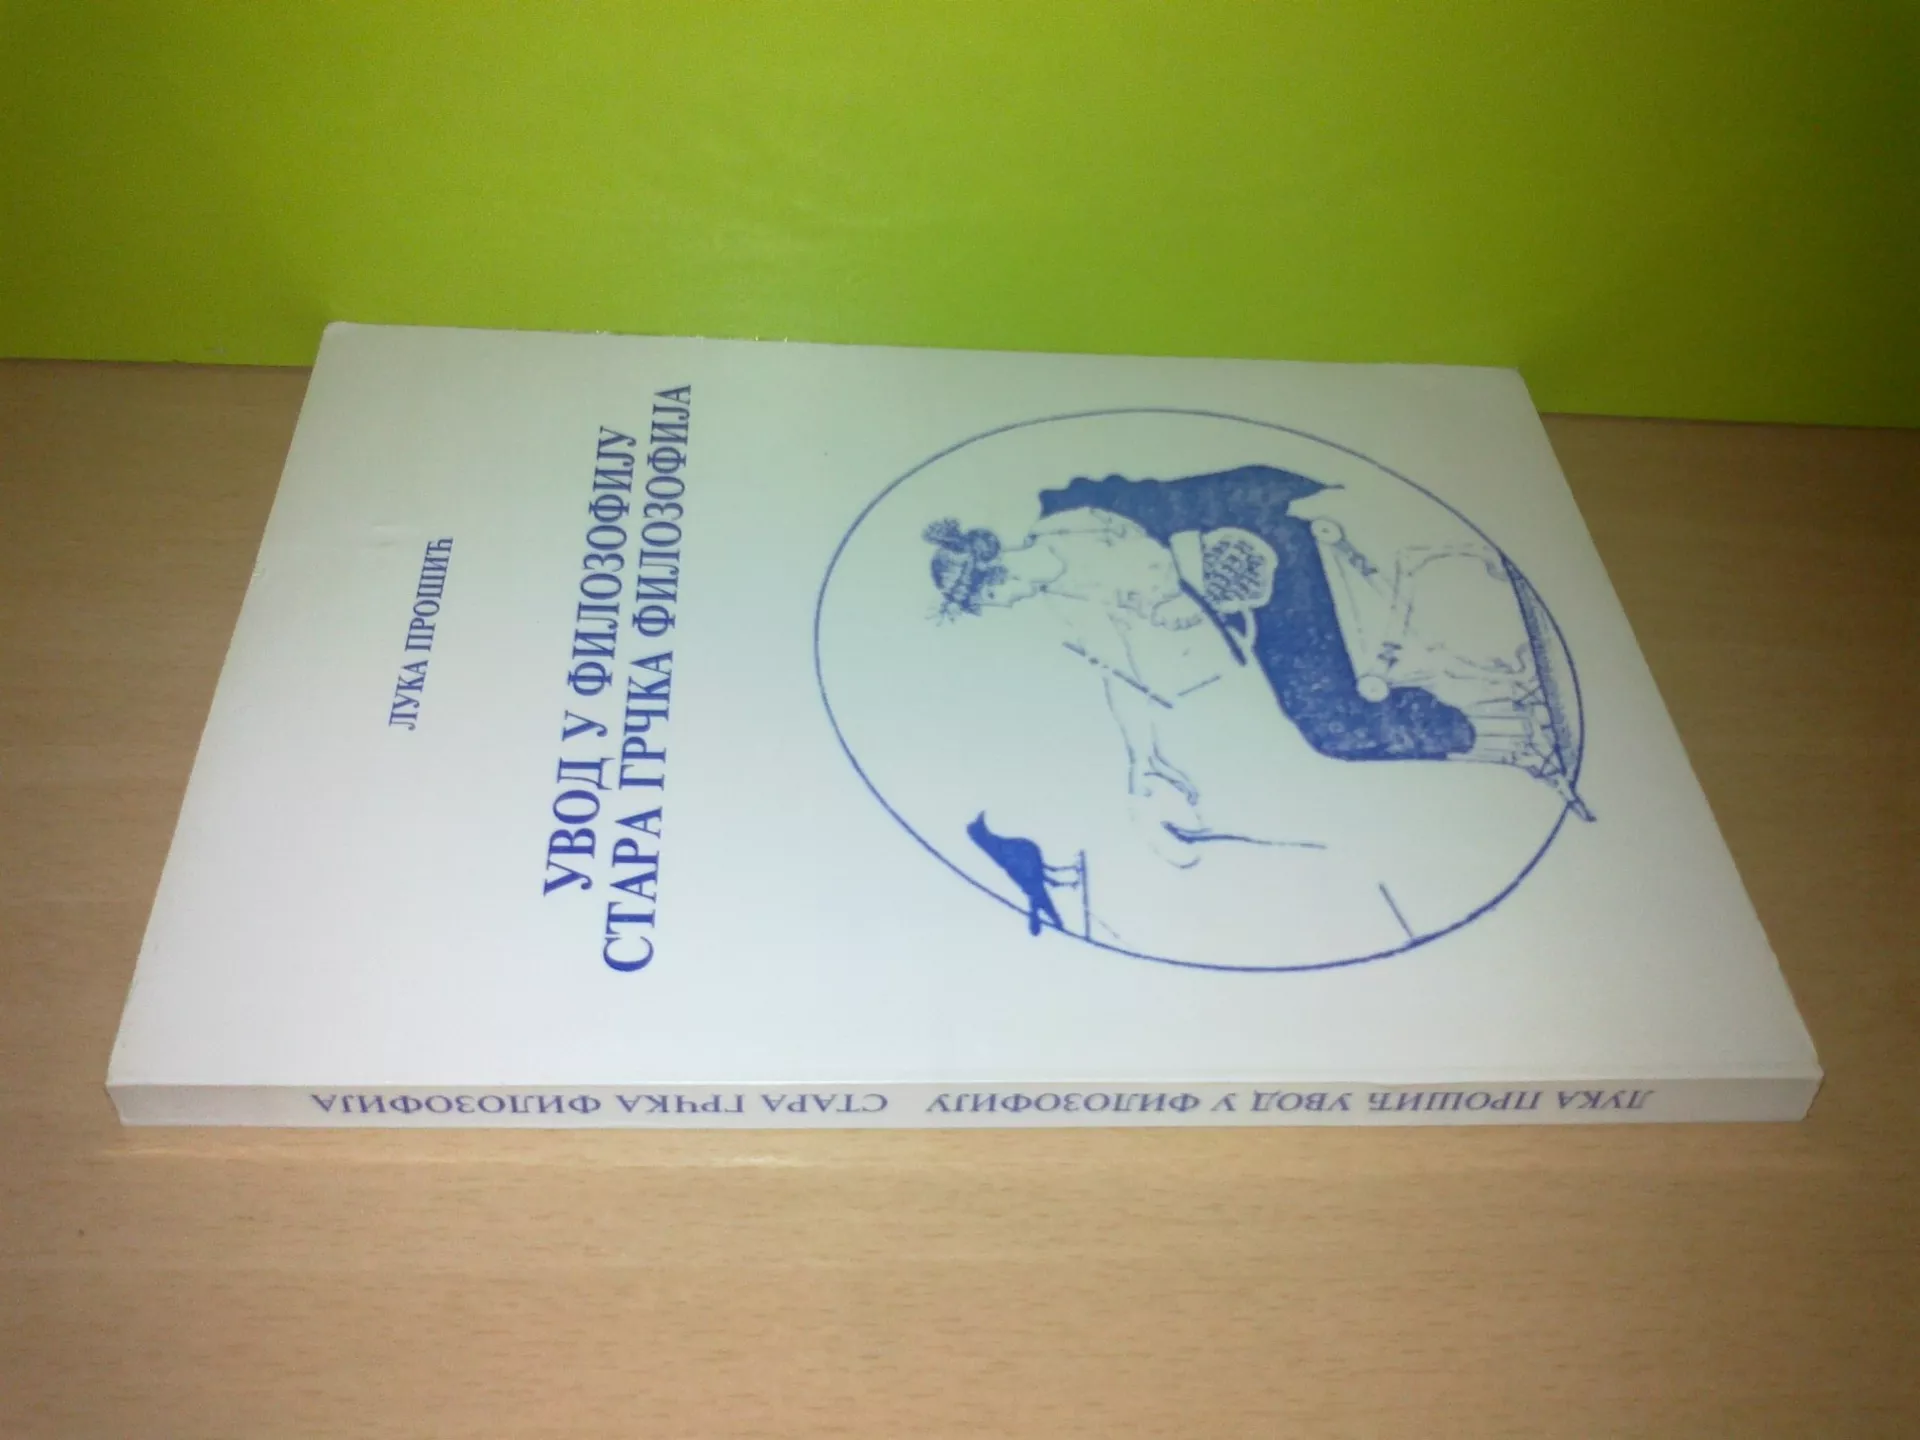 ЛУКА ПРОШИЋ
УВОД У ФИЛОЗОФИЈУ
СТАРА ГРЧКА ФИЛОЗОФИЈА
ЛУКА ПРОШИЋ УВОД У ФИЛОЗОФИЈУ СТАРА ГРЧКА ФИЛОЗОФИЈА